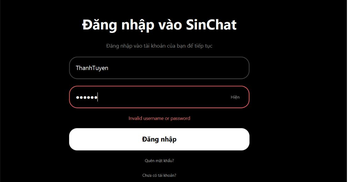 Đăng nhập vào SinChat
Đăng nhập vào tài khoản của bạn để tiếp tục
ThanhTuyen
●●●●●●
Hiện
Invalid username or password
Đăng nhập
Quên mật khẩu?
Chưa có tài khoản?